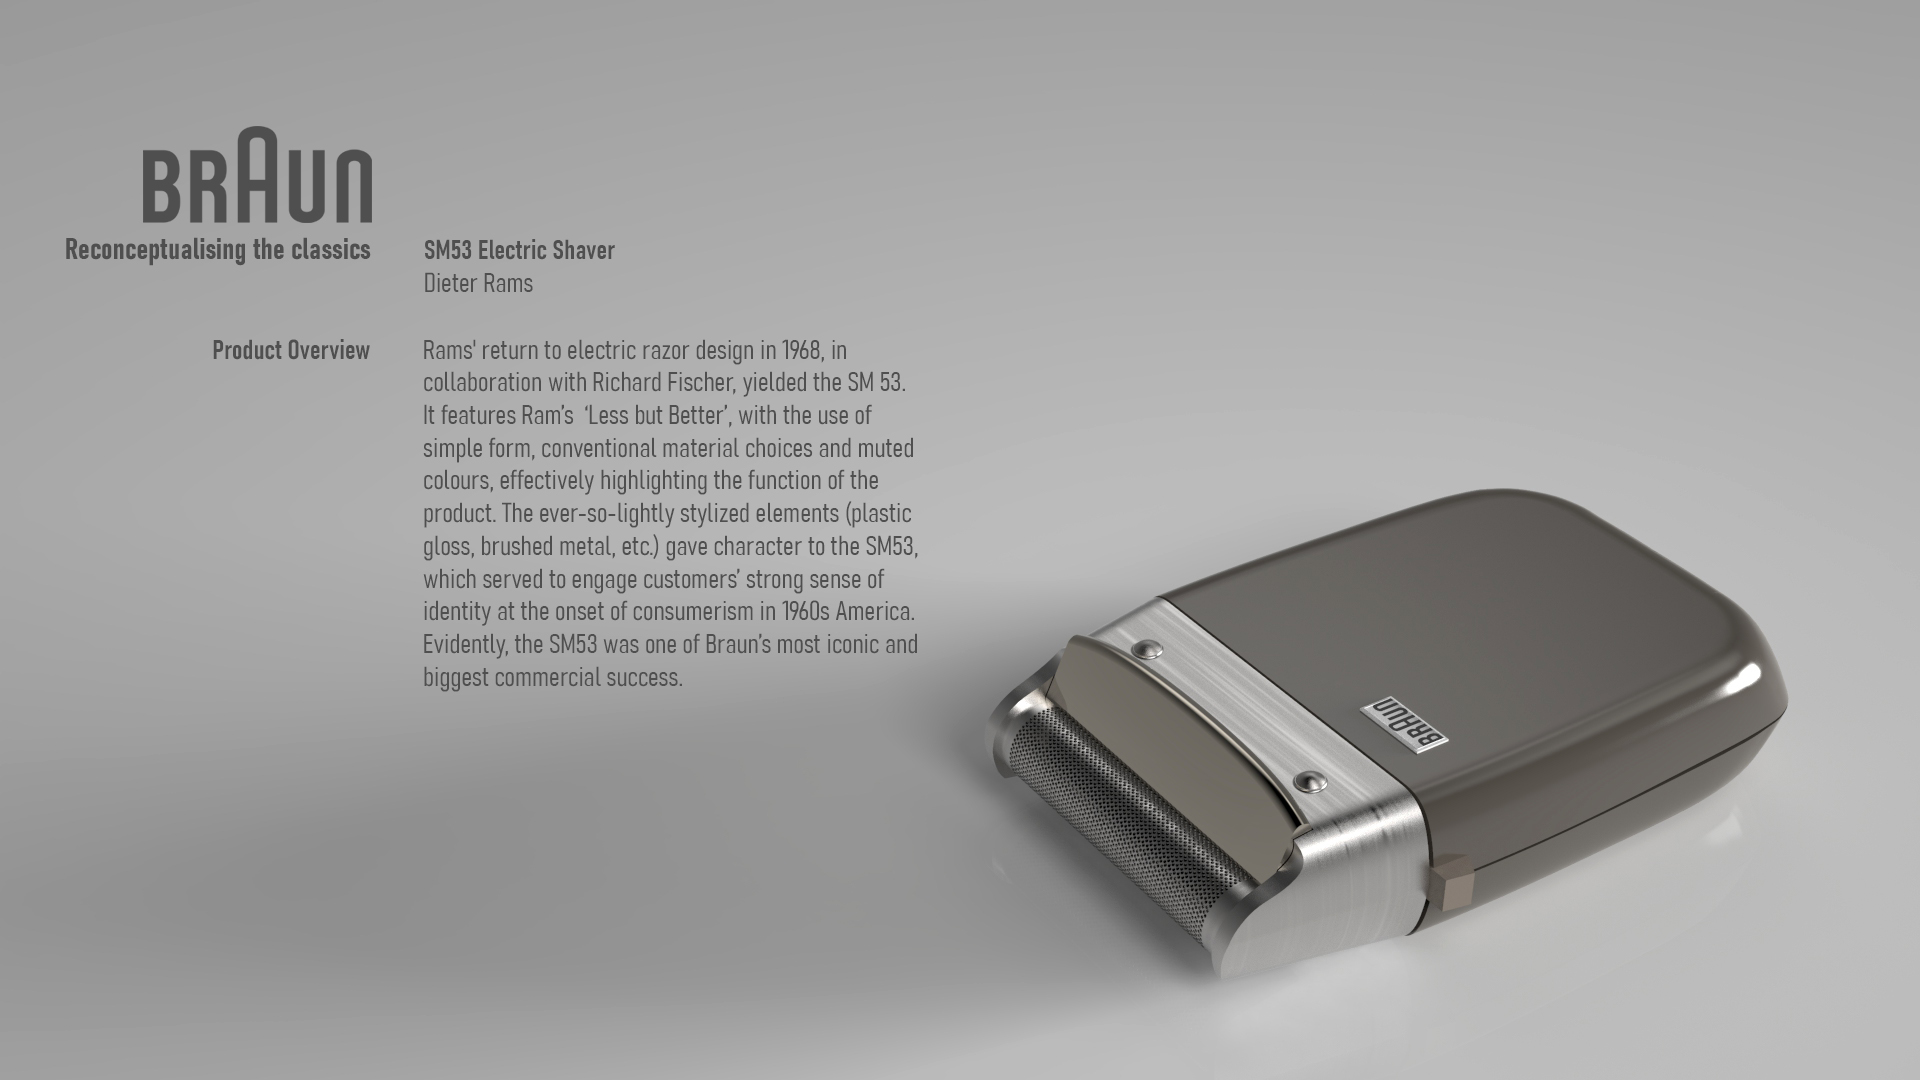 BRAUN
Reconceptualising the classics
SM53 Electric Shaver
Dieter Rams
Product Overview
Rams' return to electric razor design in 1968, in
collaboration with Richard Fischer, yielded the SM 53.
It features Ram’s  ‘Less but Better’, with the use of
simple form, conventional material choices and muted
colours, effectively highlighting the function of the
product. The ever-so-lightly stylized elements (plastic
gloss, brushed metal, etc.) gave character to the SM53,
which served to engage customers’ strong sense of
identity at the onset of consumerism in 1960s America.
Evidently, the SM53 was one of Braun’s most iconic and
biggest commercial success.
BRAUN